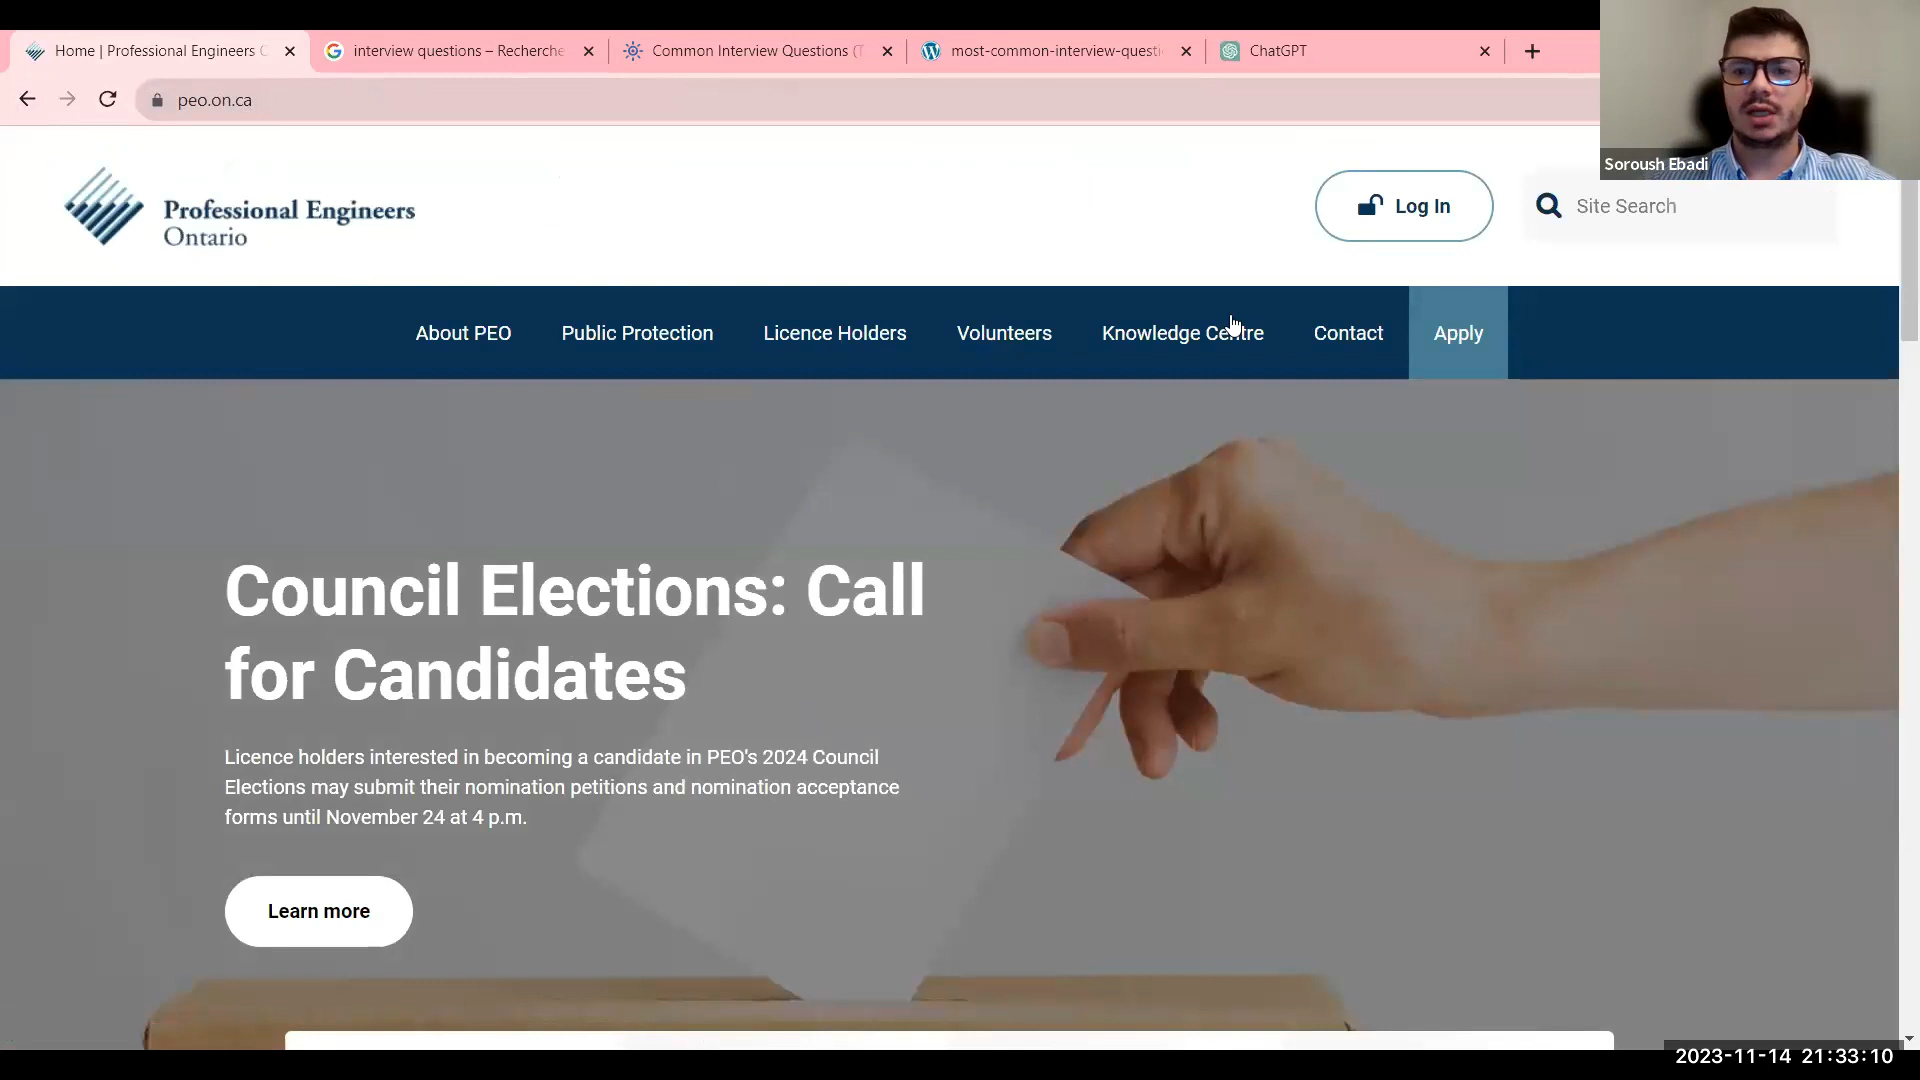 Home | Professional Engineers O
interview questions – Recherche
Common Interview Questions (T
most-common-interview-questi
ChatGPT
peo.on.ca
Soroush Ebadi
Professional Engineers
Ontario
Log In
Site Search
About PEO
Public Protection
Licence Holders
Volunteers
Knowledge Centre
Contact
Apply
Council Elections: Call
for Candidates
Licence holders interested in becoming a candidate in PEO's 2024 Council
Elections may submit their nomination petitions and nomination acceptance
forms until November 24 at 4 p.m.
Learn more
2023-11-14 21:33:10